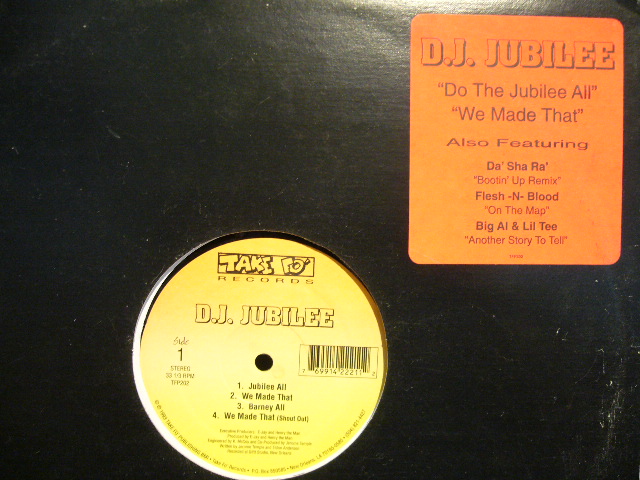 D.J. JUBILEE
"Do The Jubilee All"
"We Made That"
Also Featuring
Da' Sha Ra'
"Bootin' Up Remix"
Flesh -N- Blood
"On The Map"
Big Al & Lil Tee
"Another Story To Tell"
TAKE FO'
RECORDS
D.J. JUBILEE
Side
1
STEREO
33 1/3 RPM
TFP202
7 69914 22211
1. Jubilee All
2. We Made That
3. Barney All
4. We Made That (Shout Out)